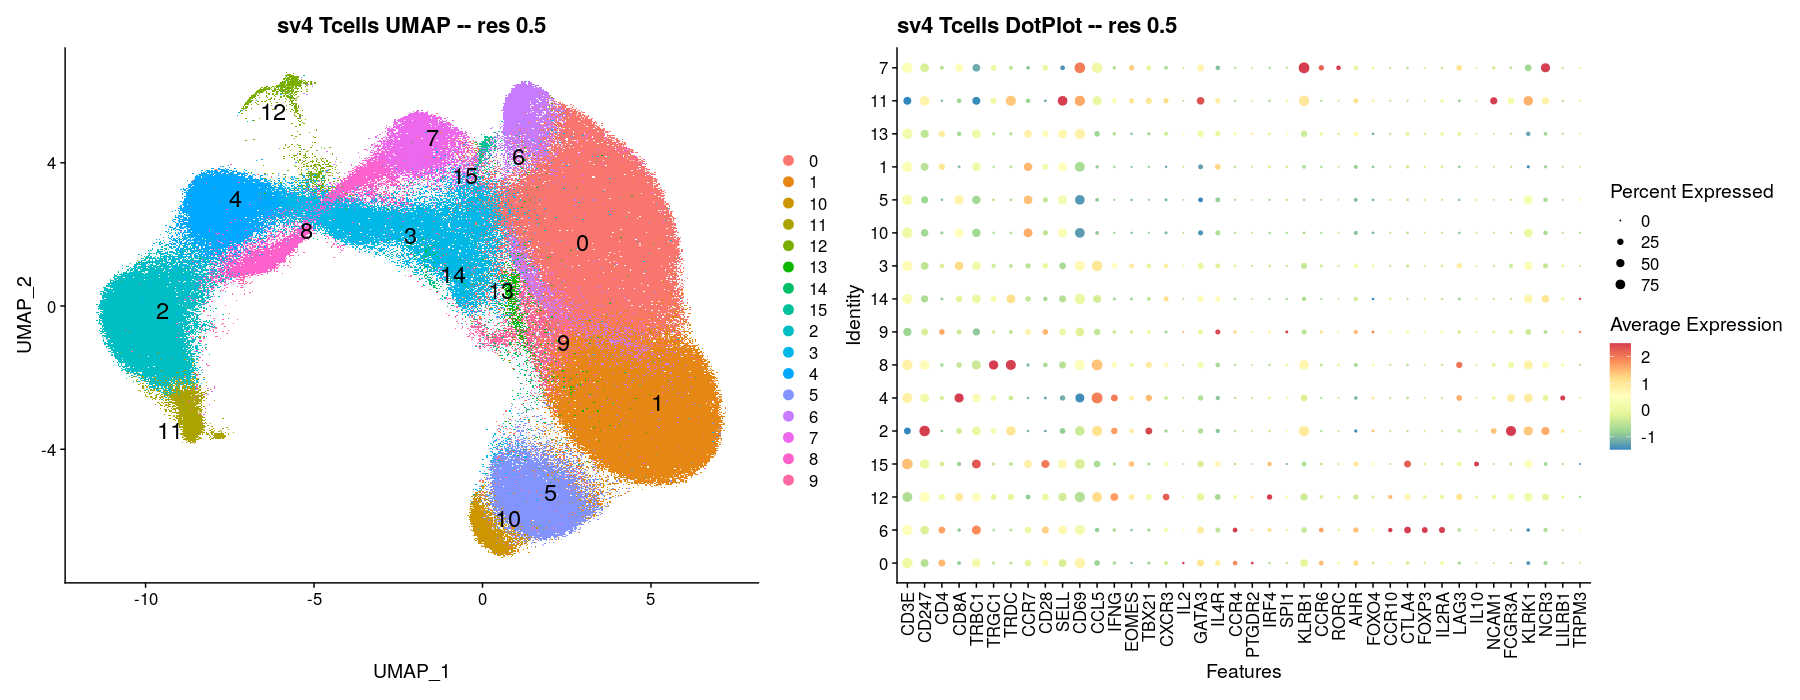 sv4 Tcells UMAP -- res 0.5
UMAP_2
4
0
-4
-10
-5
0
5
UMAP_1
12
7
6
15
4
8
3
0
14
13
2
9
1
11
5
10
0
1
10
11
12
13
14
15
2
3
4
5
6
7
8
9
sv4 Tcells DotPlot -- res 0.5
Identity
7
11
13
1
5
10
3
14
9
8
4
2
15
12
6
0
CD3E
CD247
CD4
CD8A
TRBC1
TRGC1
TRDC
CCR7
CD28
SELL
CD69
CCL5
IFNG
EOMES
TBX21
CXCR3
IL2
GATA3
IL4R
CCR4
PTGDR2
IRF4
SPI1
KLRB1
CCR6
RORC
AHR
FOXO4
CCR10
CTLA4
FOXP3
IL2RA
LAG3
IL10
NCAM1
FCGR3A
KLRK1
NCR3
LILRB1
TRPM3
Features
Percent Expressed
0
25
50
75
Average Expression
2
1
0
-1